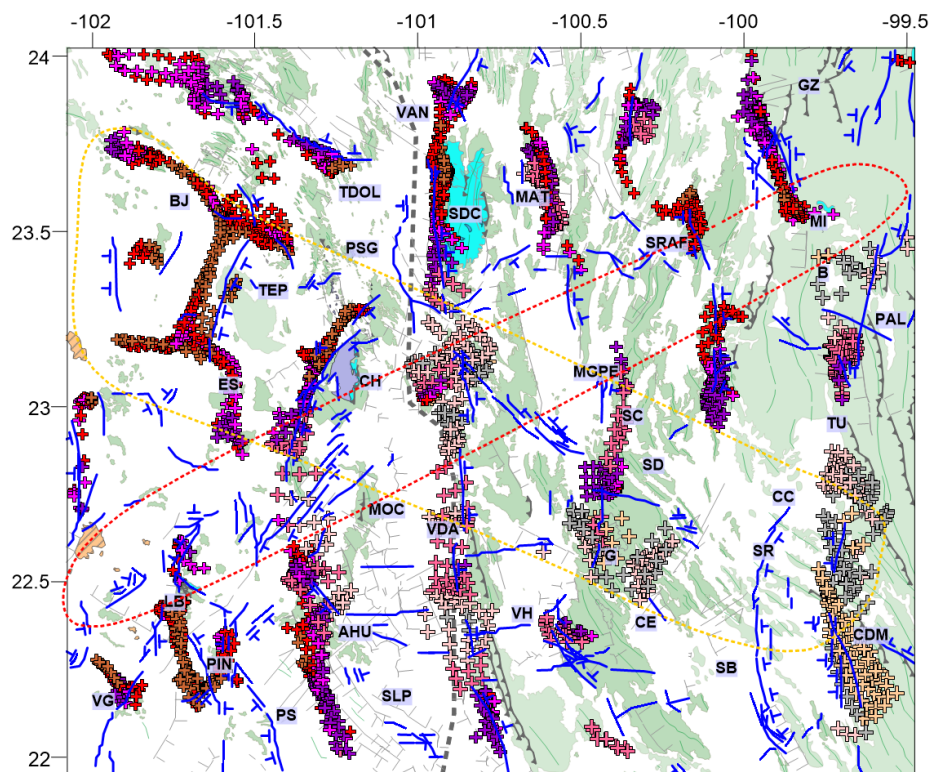 -102 -101.5 -101 -100.5 -100 -99.5
24
GZ
VAN
23.5
TDOL
BJ
MAT
SDC
MI
PSG
SRAF
B
TEP
PAL
ES
CH
23
SC
TU
SD
CC
MOC
VDA
SR
G
22.5
LB
AHU
VH
CE
CDM
PIN
SB
VG
SLP
PS
22